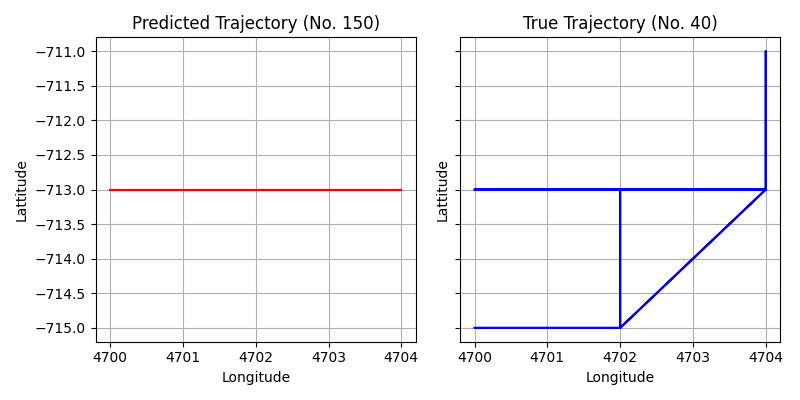 Predicted Trajectory (No. 150)
True Trajectory (No. 40)
−711.0
−711.5
−712.0
−712.5
−713.0
−713.5
−714.0
−714.5
−715.0
Lattitude
Lattitude
4700 4701 4702 4703 4704
4700 4701 4702 4703 4704
Longitude
Longitude